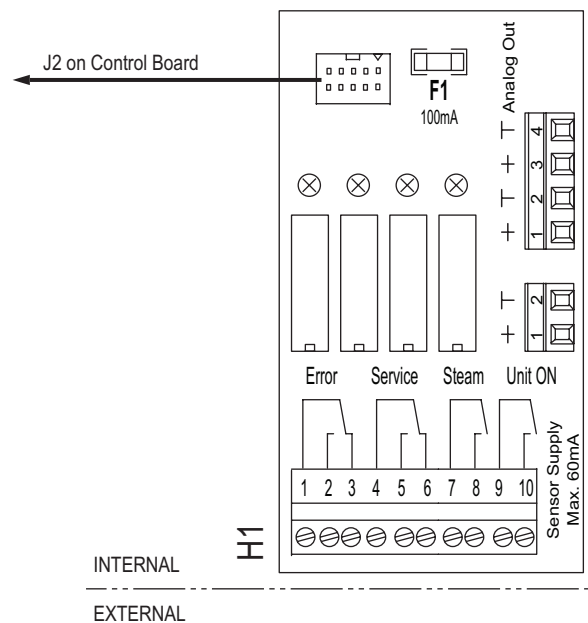 J2 on Control Board
F1
100mA
Analog Out
4
3
+
2
1
+
2
1
+
Error Service Steam Unit ON
1 2 3 4 5 6 7 8 9 10
Sensor Supply
Max. 60mA
H1
INTERNAL
EXTERNAL